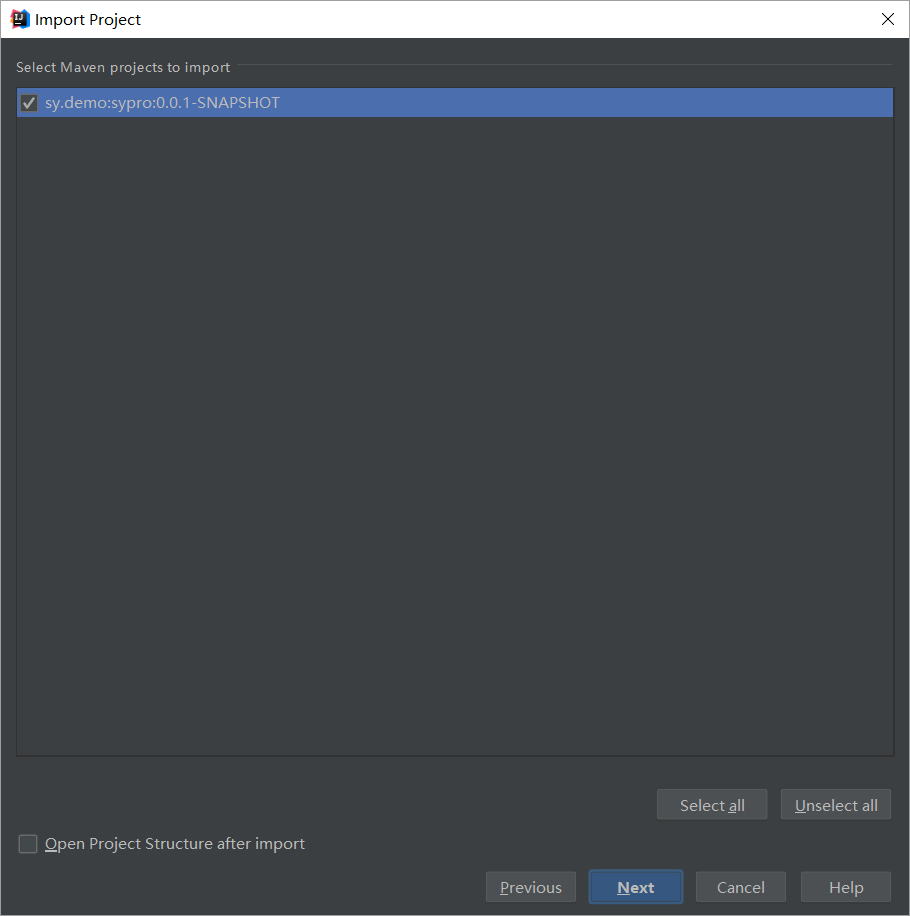 Import Project
Select Maven projects to import
sy.demo:sypro:0.0.1-SNAPSHOT
Select all
Unselect all
Open Project Structure after import
Previous
Next
Cancel
Help